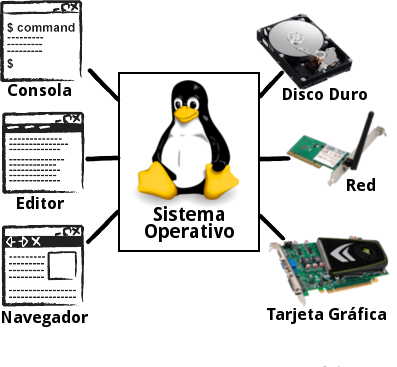 $ command
$
Consola
Editor
Navegador
Sistema
Operativo
Disco Duro
Red
Tarjeta Gráfica